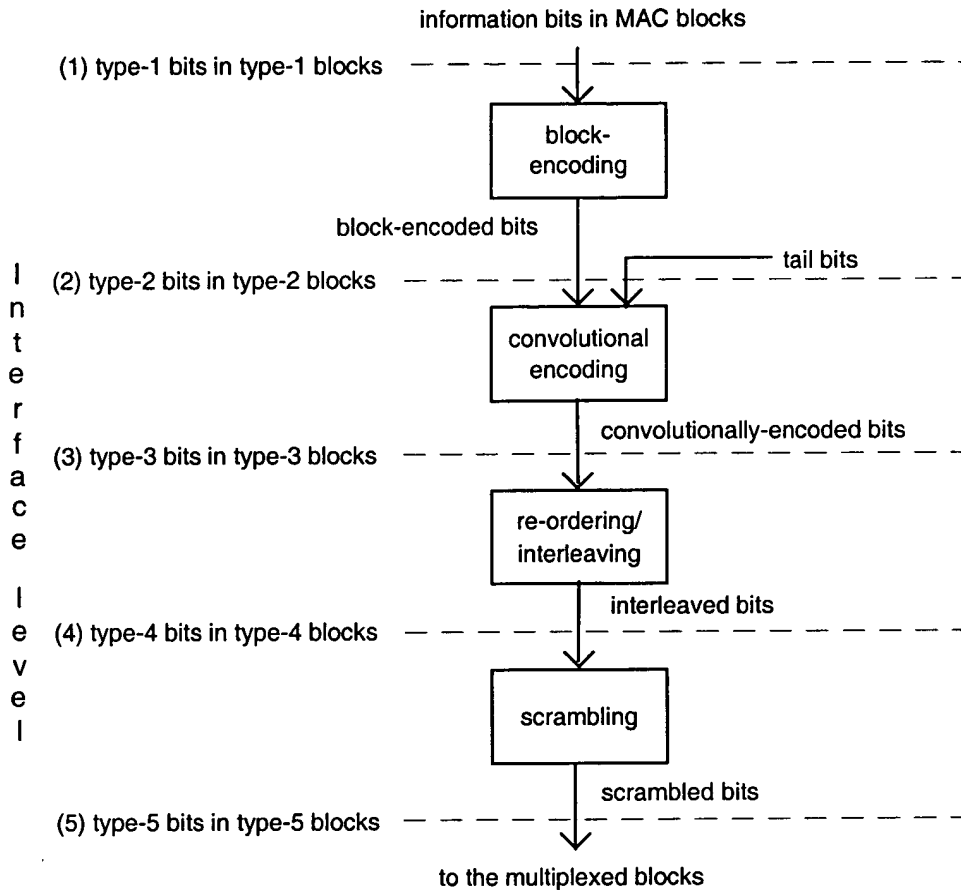 information bits in MAC blocks
(1) type-1 bits in type-1 blocks
block-
encoding
block-encoded bits
tail bits
(2) type-2 bits in type-2 blocks
convolutional
encoding
convolutionally-encoded bits
(3) type-3 bits in type-3 blocks
re-ordering/
interleaving
interleaved bits
(4) type-4 bits in type-4 blocks
scrambling
scrambled bits
(5) type-5 bits in type-5 blocks
to the multiplexed blocks
Interface level